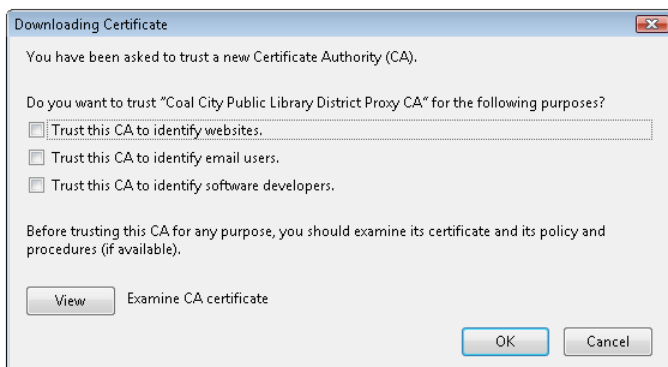 Downloading Certificate
You have been asked to trust a new Certificate Authority (CA).
Do you want to trust "Coal City Public Library District Proxy CA" for the following purposes?
Trust this CA to identify websites.
Trust this CA to identify email users.
Trust this CA to identify software developers.
Before trusting this CA for any purpose, you should examine its certificate and its policy and
procedures (if available).
View Examine CA certificate
OK Cancel